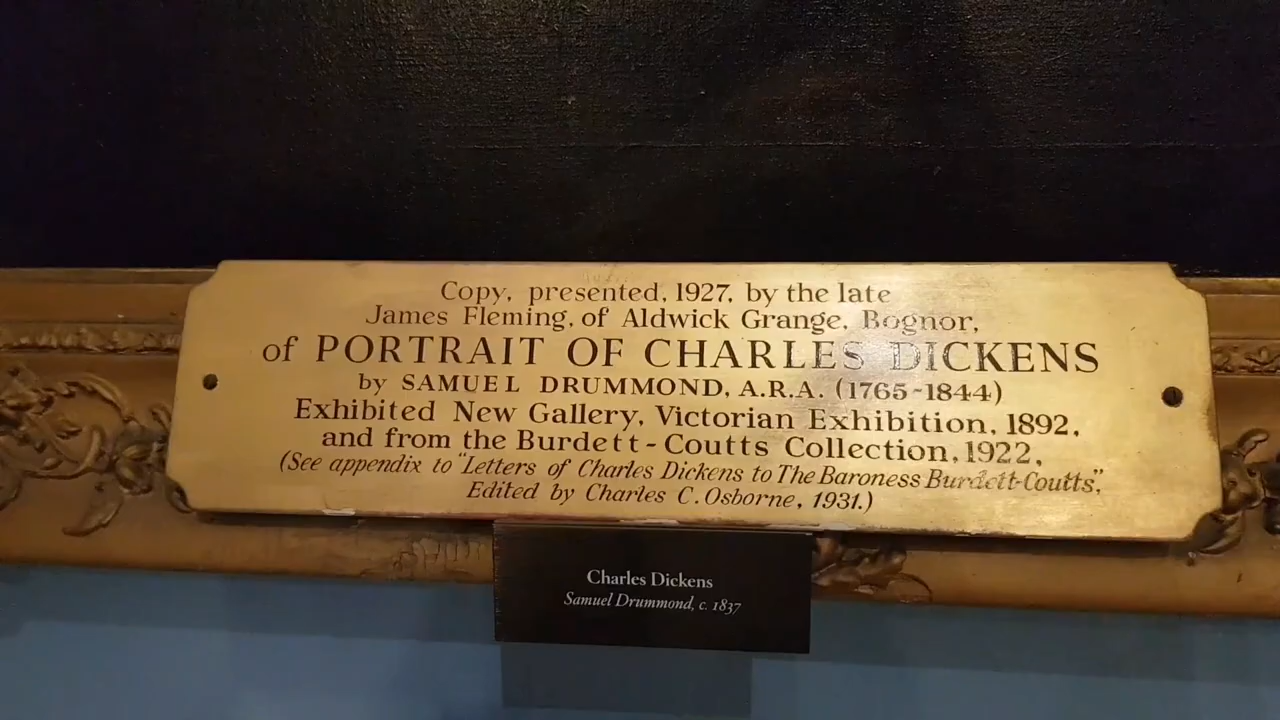 Copy, presented, 1927, by the late
James Fleming, of Aldwick Grange, Bognor,
of PORTRAIT OF CHARLES DICKENS
by SAMUEL DRUMMOND, A.R.A. (1765-1844)
Exhibited New Gallery, Victorian Exhibition, 1892,
and from the Burdett-Coutts Collection, 1922,
(See appendix to "Letters of Charles Dickens to The Baroness Burdett-Coutts",
Edited by Charles C. Osborne, 1931.)
Charles Dickens
Samuel Drummond, c. 1837